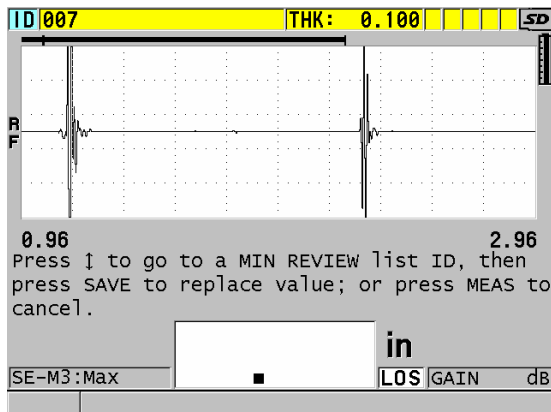 ID 007 THK: 0.100 SD
RF
0.96 2.96
Press ↕ to go to a MIN REVIEW list ID, then
press SAVE to replace value; or press MEAS to
cancel.
in
SE-M3:Max LOS GAIN dB